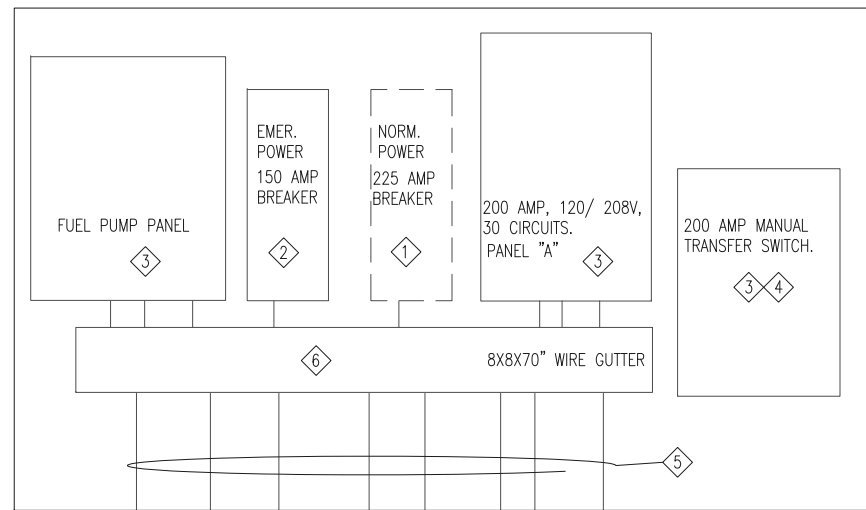 FUEL PUMP PANEL
3
EMER.
POWER
150 AMP
BREAKER
2
NORM.
POWER
225 AMP
BREAKER
1
200 AMP, 120/ 208V,
30 CIRCUITS.
PANEL "A"
3
200 AMP MANUAL
TRANSFER SWITCH.
3 4
6
8X8X70" WIRE GUTTER
5